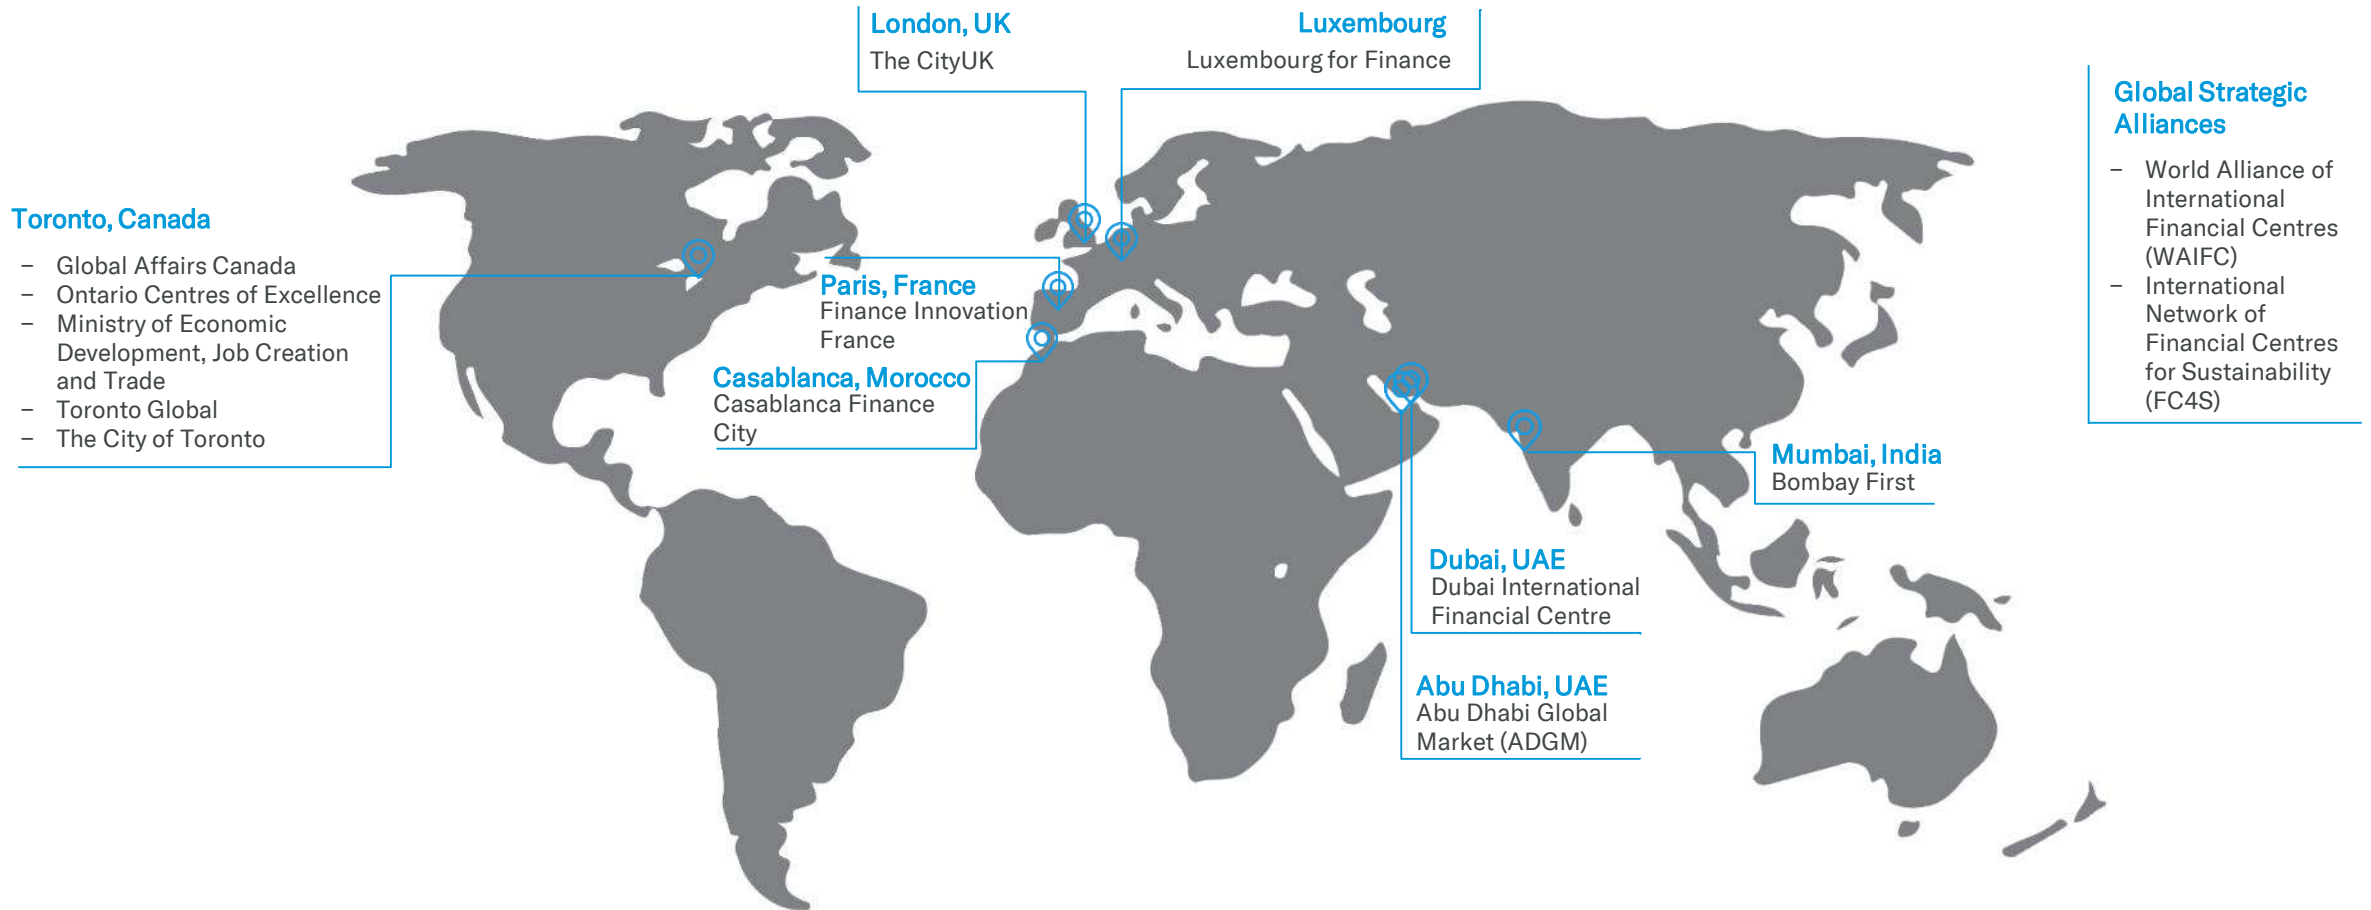 London, UK
The CityUK
Luxembourg
Luxembourg for Finance
Global Strategic
Alliances
– World Alliance of
International
Financial Centres
(WAIFC)
– International
Network of
Financial Centres
for Sustainability
(FC4S)
Toronto, Canada
– Global Affairs Canada
– Ontario Centres of Excellence
– Ministry of Economic
Development, Job Creation
and Trade
– Toronto Global
– The City of Toronto
Paris, France
Finance Innovation
France
Casablanca, Morocco
Casablanca Finance
City
Mumbai, India
Bombay First
Dubai, UAE
Dubai International
Financial Centre
Abu Dhabi, UAE
Abu Dhabi Global
Market (ADGM)